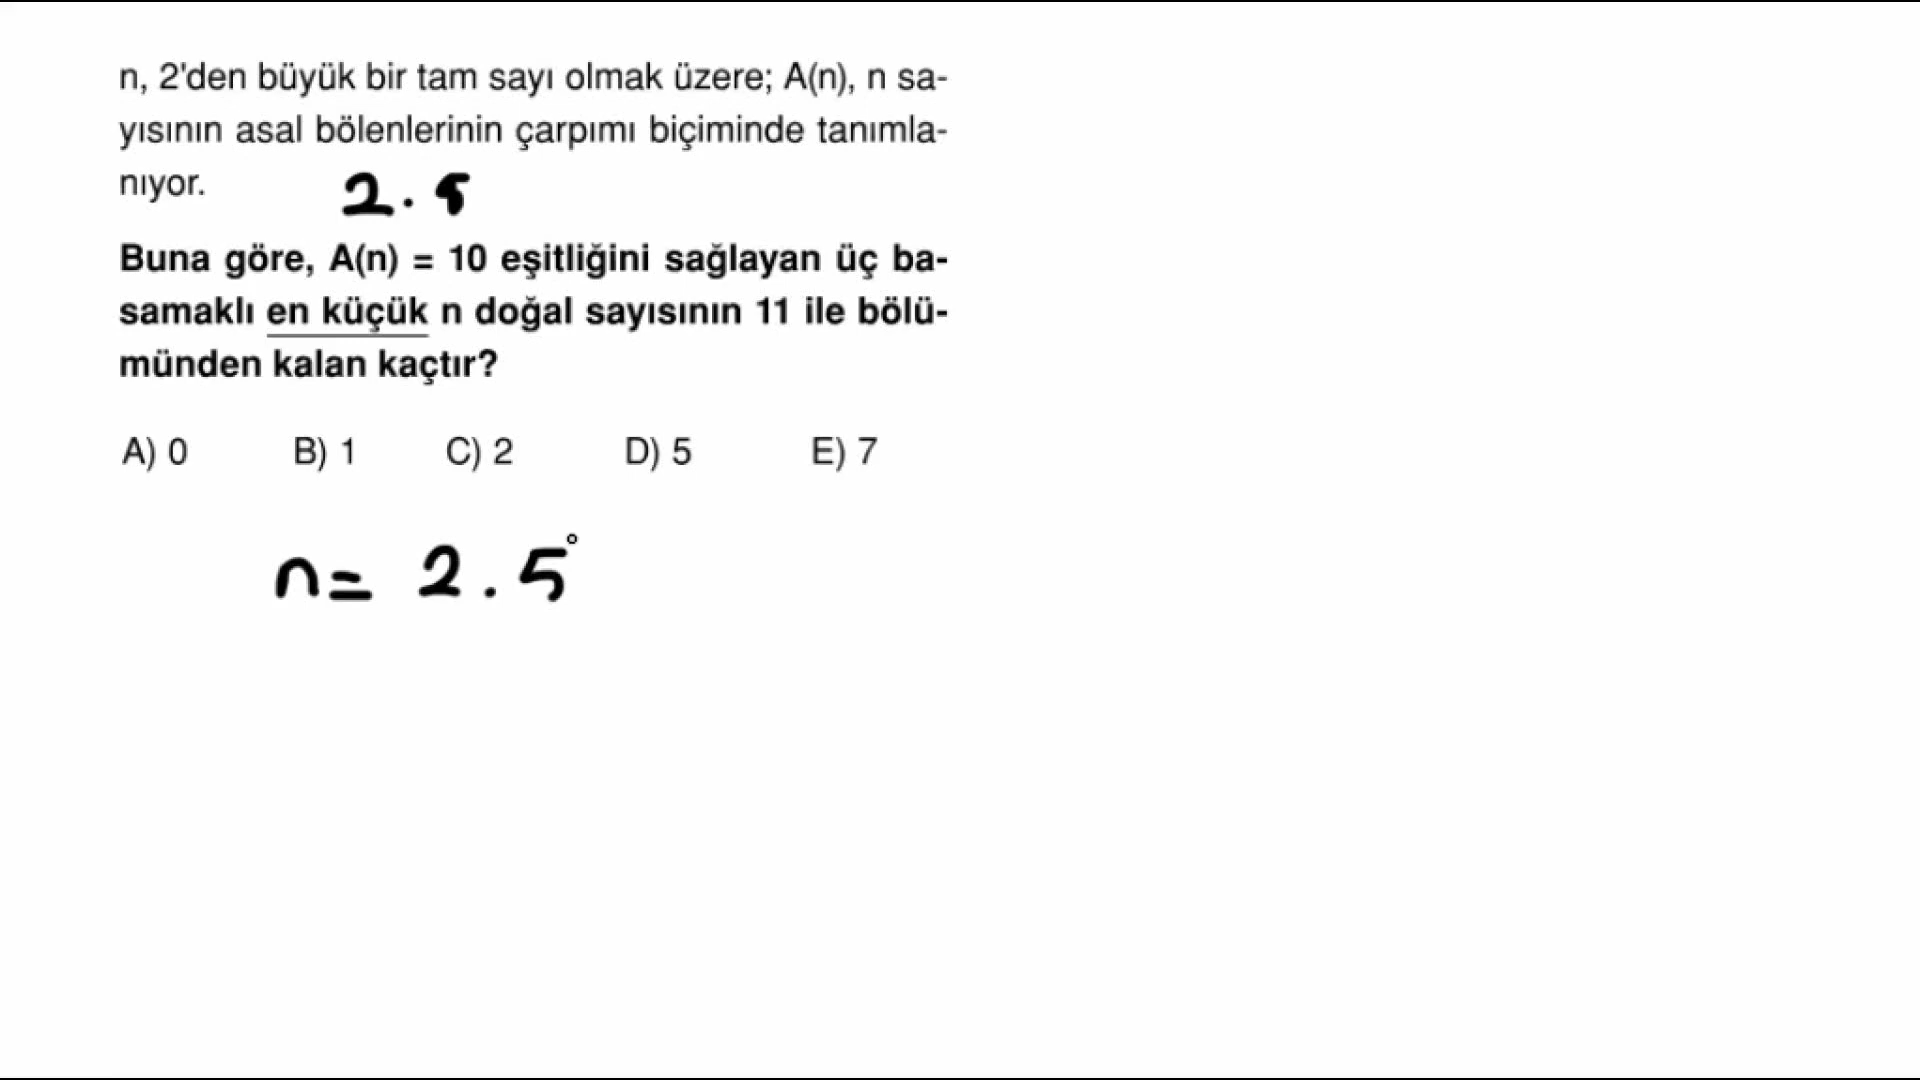 n, 2'den büyük bir tam sayı olmak üzere; A(n), n sa-
yısının asal bölenlerinin çarpımı biçiminde tanımla-
nıyor.
2.5
Buna göre, A(n) = 10 eşitliğini sağlayan üç ba-
samaklı en küçük n doğal sayısının 11 ile bölü-
münden kalan kaçtır?
A) 0 B) 1 C) 2 D) 5 E) 7
n= 2.5